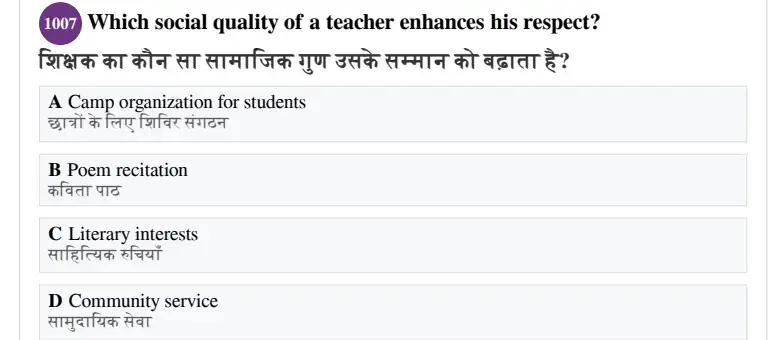 1007 Which social quality of a teacher enhances his respect?
शिक्षक का कौन सा सामाजिक गुण उसके सम्मान को बढ़ाता है?
A Camp organization for students
छात्रों के लिए शिविर संगठन
B Poem recitation
कविता पाठ
C Literary interests
साहित्यिक रुचियाँ
D Community service
सामुदायिक सेवा